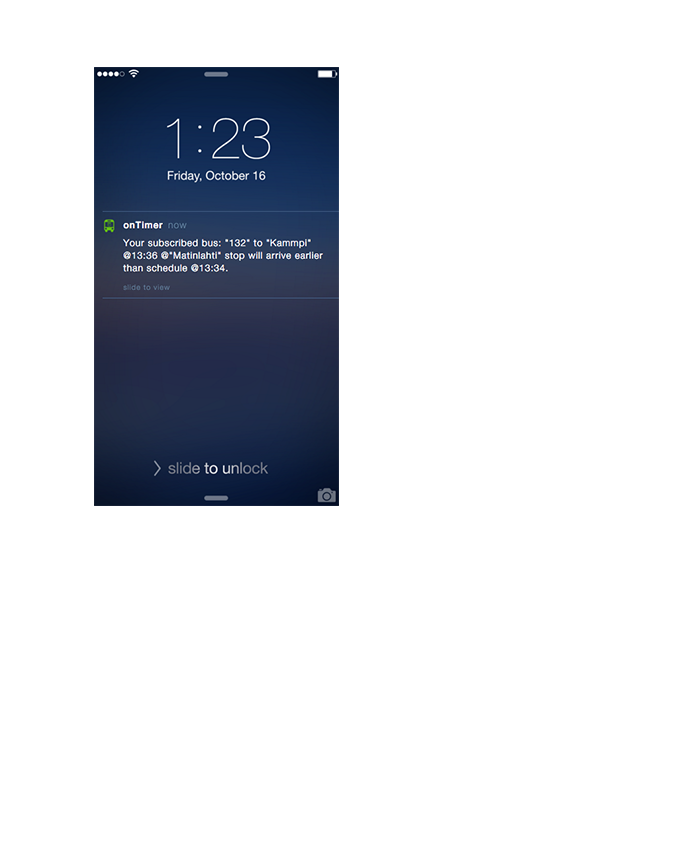 1:23
Friday, October 16
onTimer now
Your subscribed bus: "132" to "Kammpi"
@13:36 @"Matinlahti" stop will arrive earlier
than schedule @13:34.
slide to view
slide to unlock